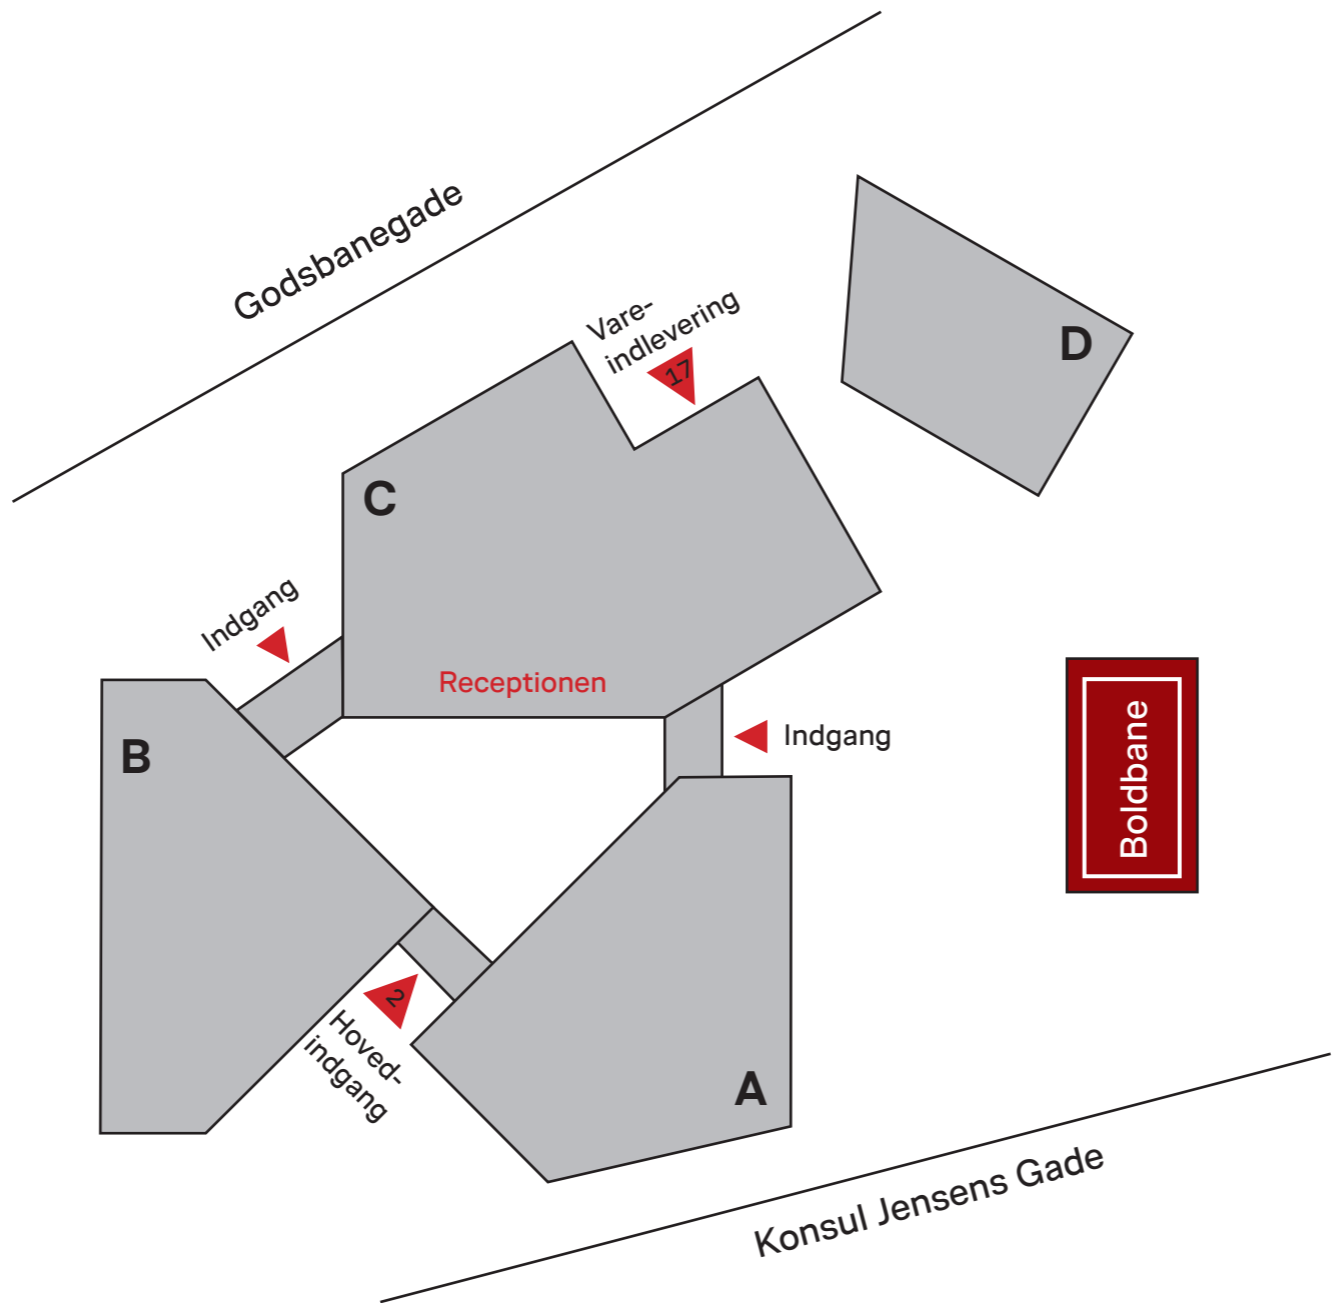 Godsbanegade
Vare-
indlevering
17
D
C
Indgang
Receptionen
B
Indgang
Boldbane
2
Hoved-
indgang
A
Konsul Jensens Gade